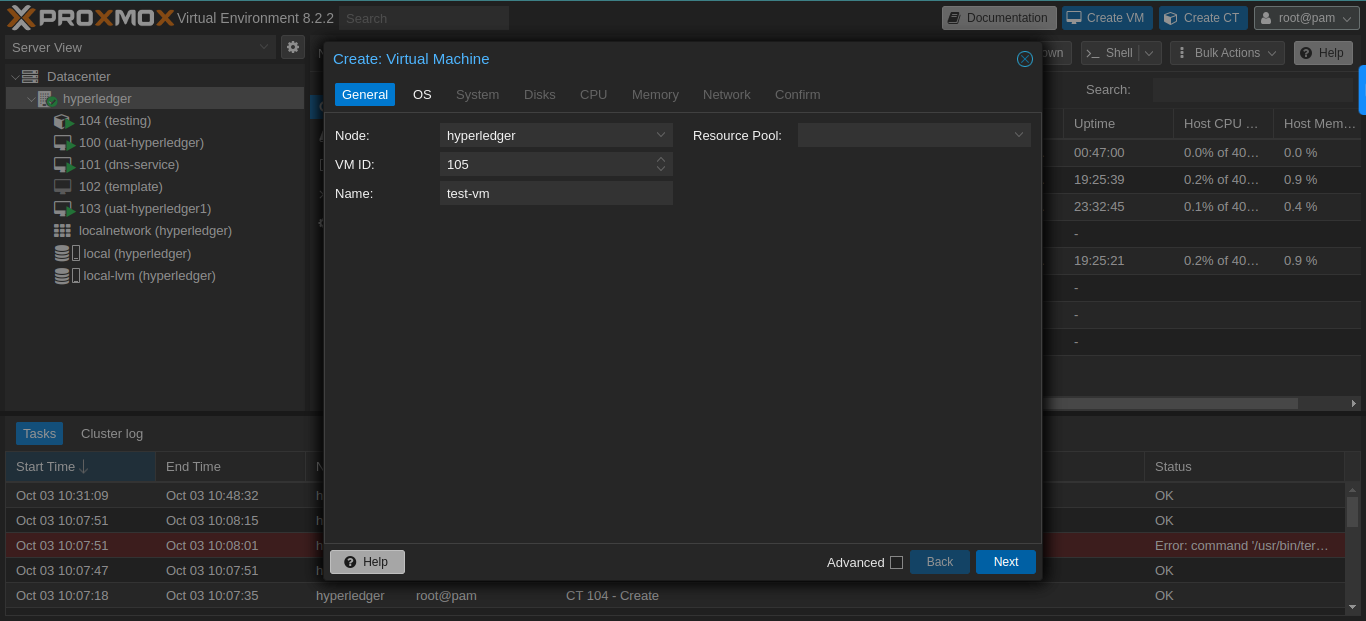 PROXMOX Virtual Environment 8.2.2 Search Documentation Create VM Create CT root@pam
Server View
Shell Bulk Actions Help
Create: Virtual Machine
Datacenter
hyperledger
104 (testing)
100 (uat-hyperledger)
101 (dns-service)
102 (template)
103 (uat-hyperledger1)
localnetwork (hyperledger)
local (hyperledger)
local-lvm (hyperledger)
General OS System Disks CPU Memory Network Confirm
Node: hyperledger Resource Pool:
VM ID: 105
Name: test-vm
Help Advanced Back Next
Search:
Uptime Host CPU ... Host Mem...
00:47:00 0.0% of 40... 0.0 %
19:25:39 0.2% of 40... 0.9 %
23:32:45 0.1% of 40... 0.4 %
-
19:25:21 0.2% of 40... 0.9 %
-
-
-
Tasks Cluster log
Start Time End Time Status
Oct 03 10:31:09 Oct 03 10:48:32 OK
Oct 03 10:07:51 Oct 03 10:08:15 OK
Oct 03 10:07:51 Oct 03 10:08:01 Error: command '/usr/bin/ter...
Oct 03 10:07:47 Oct 03 10:07:51 OK
Oct 03 10:07:18 Oct 03 10:07:35 hyperledger root@pam CT 104 - Create OK